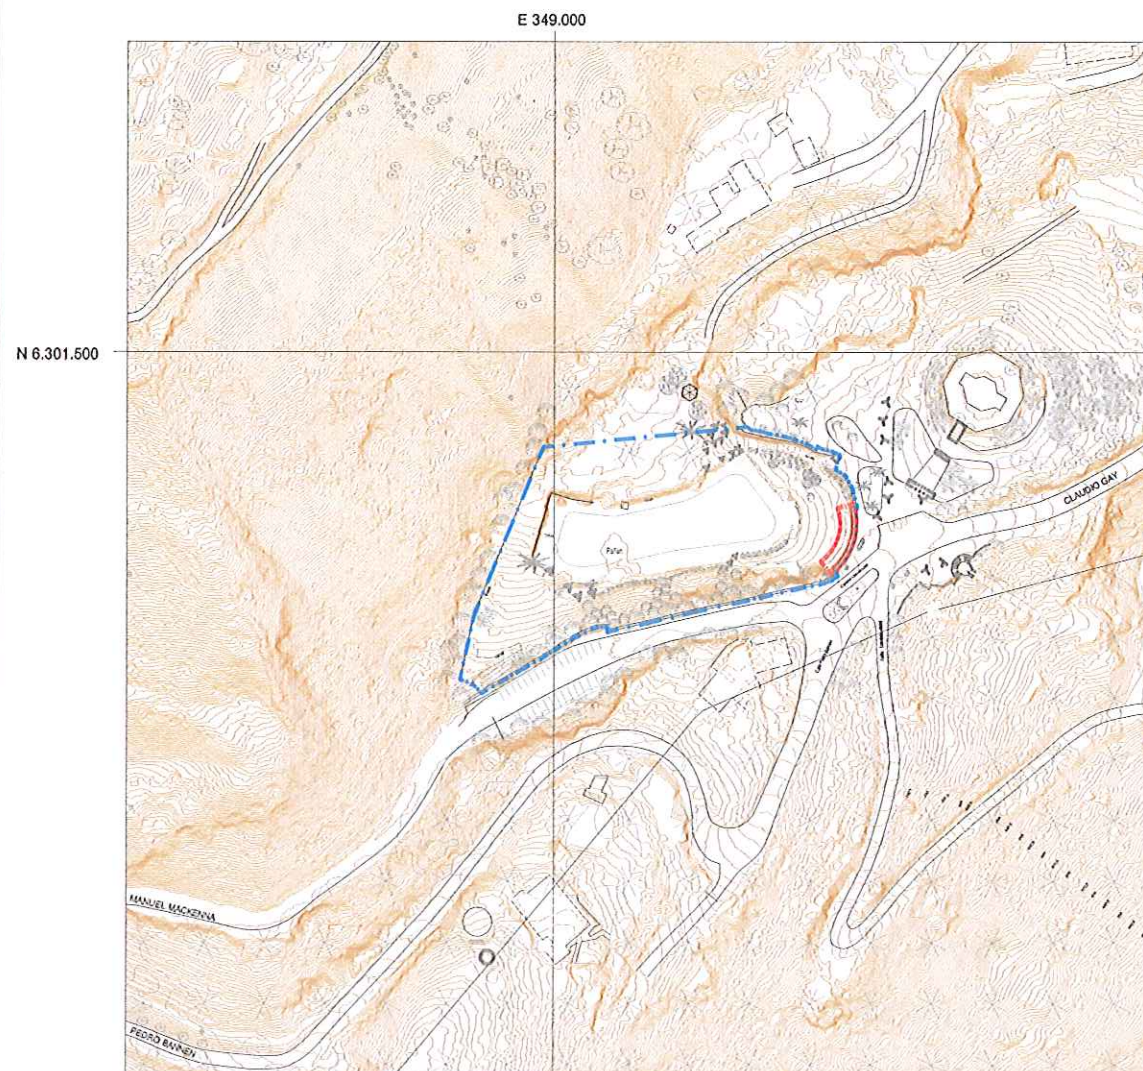 E 349.000
N 6.301.500
CLAUDIO GAY
MANUEL MACKENNA
PEDRO BANNEN